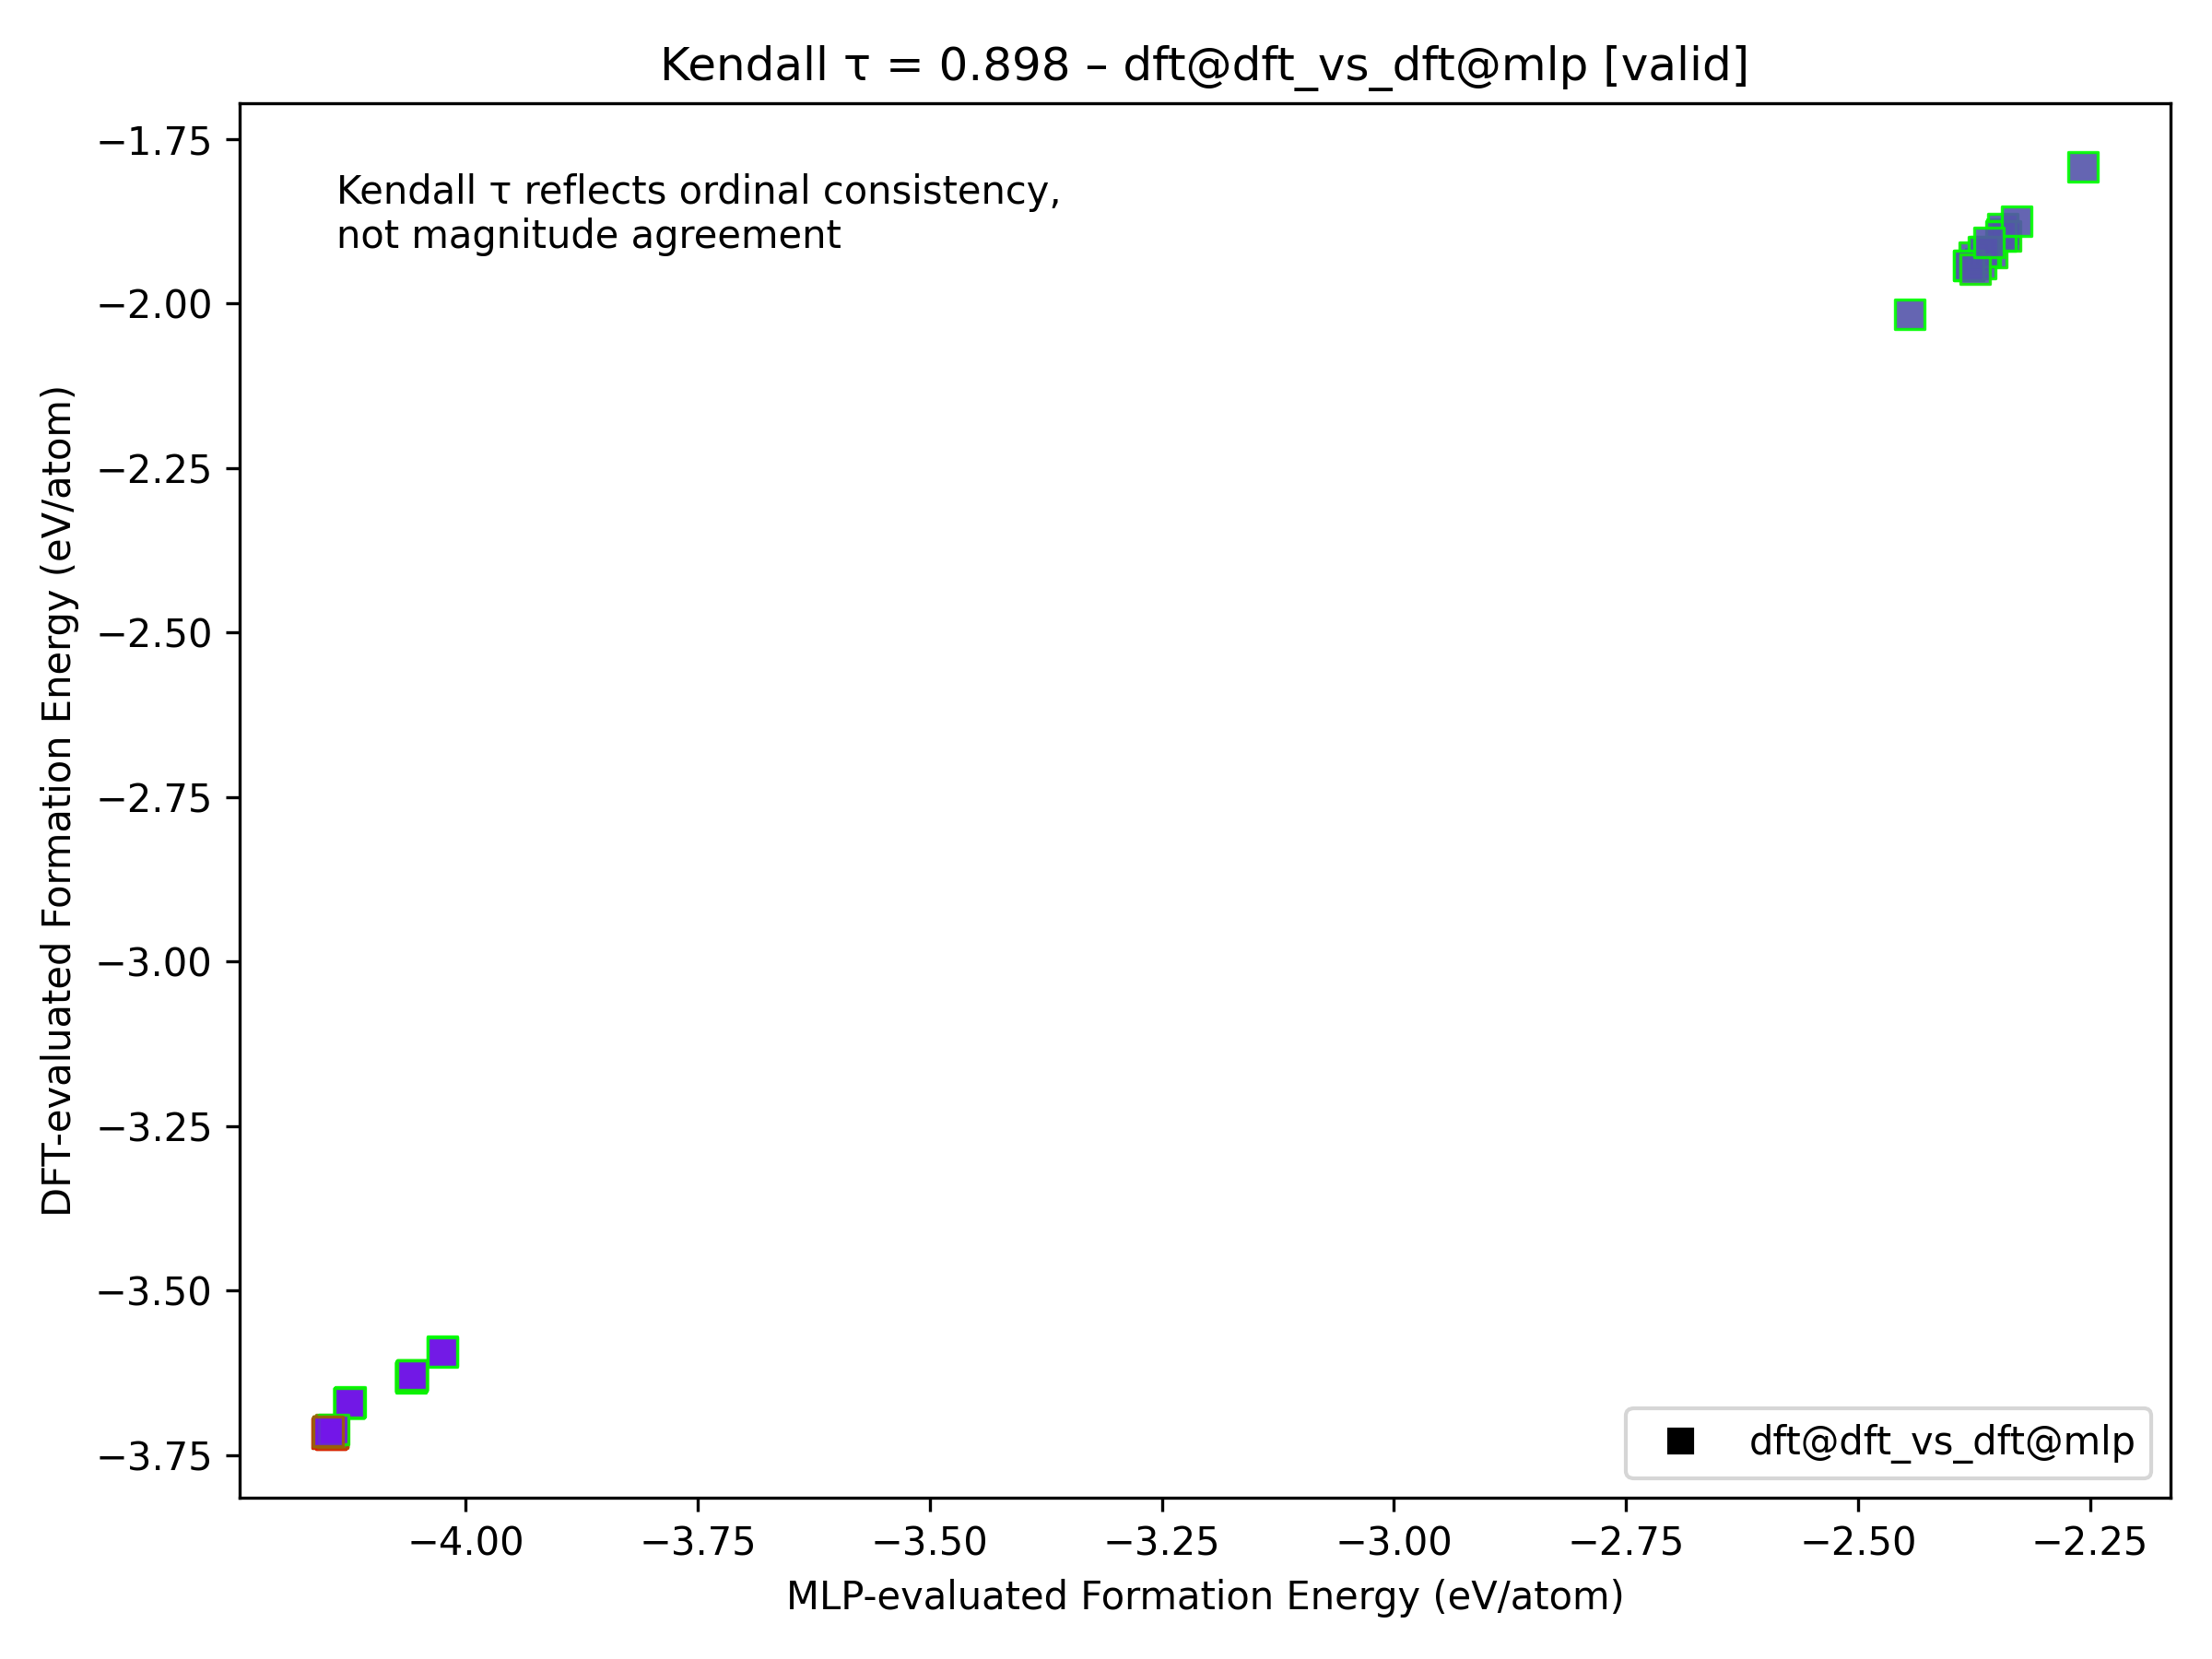 Kendall τ = 0.898 – dft@dft_vs_dft@mlp [valid]
Kendall τ reflects ordinal consistency,
not magnitude agreement
DFT-evaluated Formation Energy (eV/atom)
−1.75
−2.00
−2.25
−2.50
−2.75
−3.00
−3.25
−3.50
−3.75
dft@dft_vs_dft@mlp
−4.00 −3.75 −3.50 −3.25 −3.00 −2.75 −2.50 −2.25
MLP-evaluated Formation Energy (eV/atom)